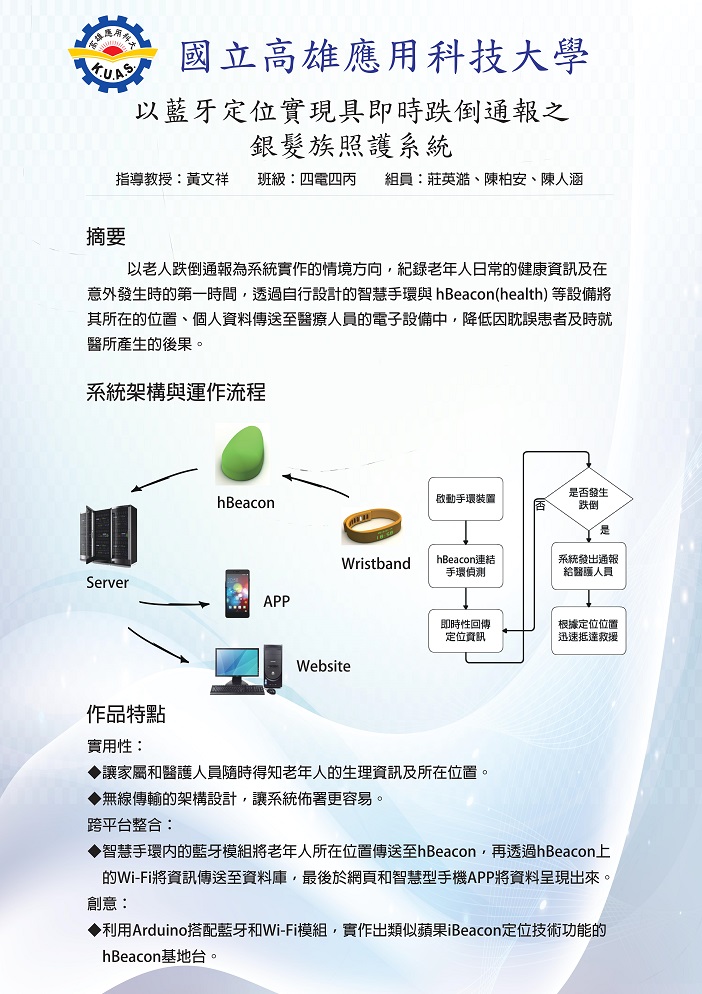 高雄應用科大
K.U.A.S.
國立高雄應用科技大學
以藍牙定位實現具即時跌倒通報之
銀髮族照護系統
指導教授：黃文祥 班級：四電四丙 組員：莊英澔、陳柏安、陳人涵
摘要
以老人跌倒通報為系統實作的情境方向，紀錄老年人日常的健康資訊及在
意外發生時的第一時間，透過自行設計的智慧手環與 hBeacon(health) 等設備將
其所在的位置、個人資料傳送至醫療人員的電子設備中，降低因耽誤患者及時就
醫所產生的後果。
系統架構與運作流程
hBeacon
Wristband
Server
APP
Website
啟動手環裝置
hBeacon連結
手環偵測
即時性回傳
定位資訊
是否發生
跌倒
否
是
系統發出通報
給醫護人員
根據定位位置
迅速抵達救援
作品特點
實用性：
◆讓家屬和醫護人員隨時得知老年人的生理資訊及所在位置。
◆無線傳輸的架構設計，讓系統佈署更容易。
跨平台整合：
◆智慧手環內的藍牙模組將老年人所在位置傳送至hBeacon，再透過hBeacon上
的Wi-Fi將資訊傳送至資料庫，最後於網頁和智慧型手機APP將資料呈現出來。
創意：
◆利用Arduino搭配藍牙和Wi-Fi模組，實作出類似蘋果iBeacon定位技術功能的
hBeacon基地台。